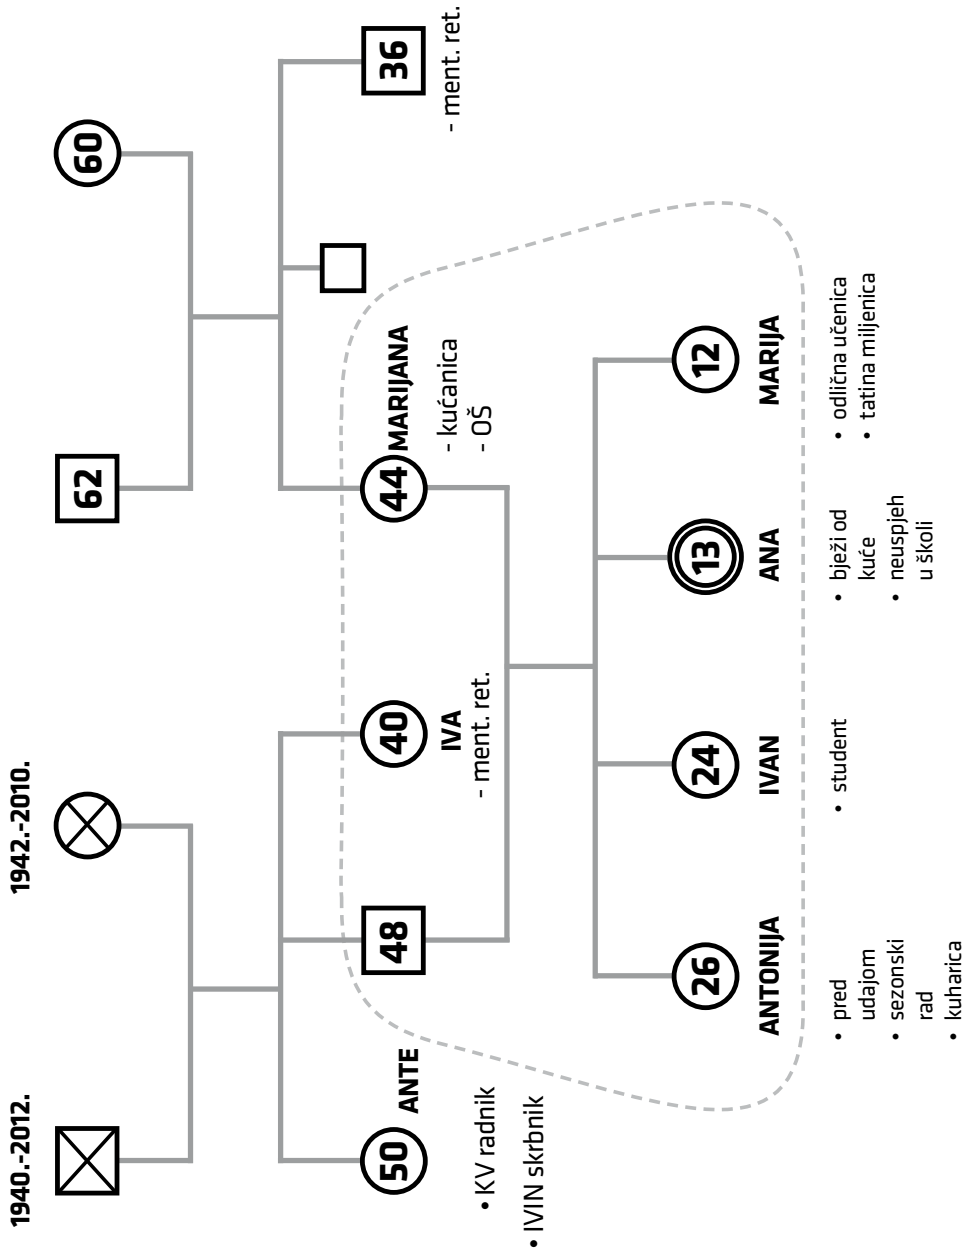 1940.-2012.
1942.-2010.
62
60
50
ANTE
• KV radnik
• IVIN skrbnik
48
40
IVA
- ment. ret.
44
MARIJANA
- kućanica
- OŠ
36
- ment. ret.
26
ANTONIJA
• pred
udajom
• sezonski
rad
• kuharica
24
IVAN
• student
13
ANA
• bježi od
kuće
• neuspjeh
u školi
12
MARIJA
• odlična učenica
• tatina miljenica